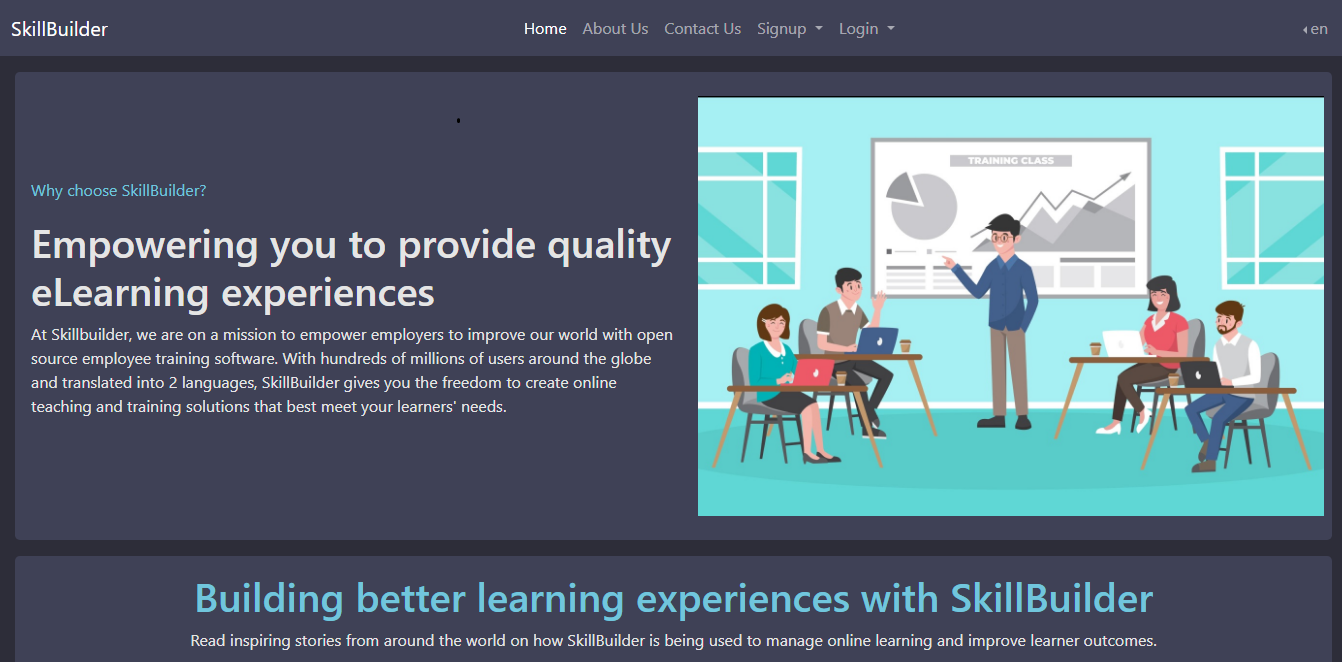 SkillBuilder
Home About Us Contact Us Signup Login
en
Why choose SkillBuilder?
Empowering you to provide quality
eLearning experiences
At Skillbuilder, we are on a mission to empower employers to improve our world with open
source employee training software. With hundreds of millions of users around the globe
and translated into 2 languages, SkillBuilder gives you the freedom to create online
teaching and training solutions that best meet your learners' needs.
TRAINING CLASS
Building better learning experiences with SkillBuilder
Read inspiring stories from around the world on how SkillBuilder is being used to manage online learning and improve learner outcomes.